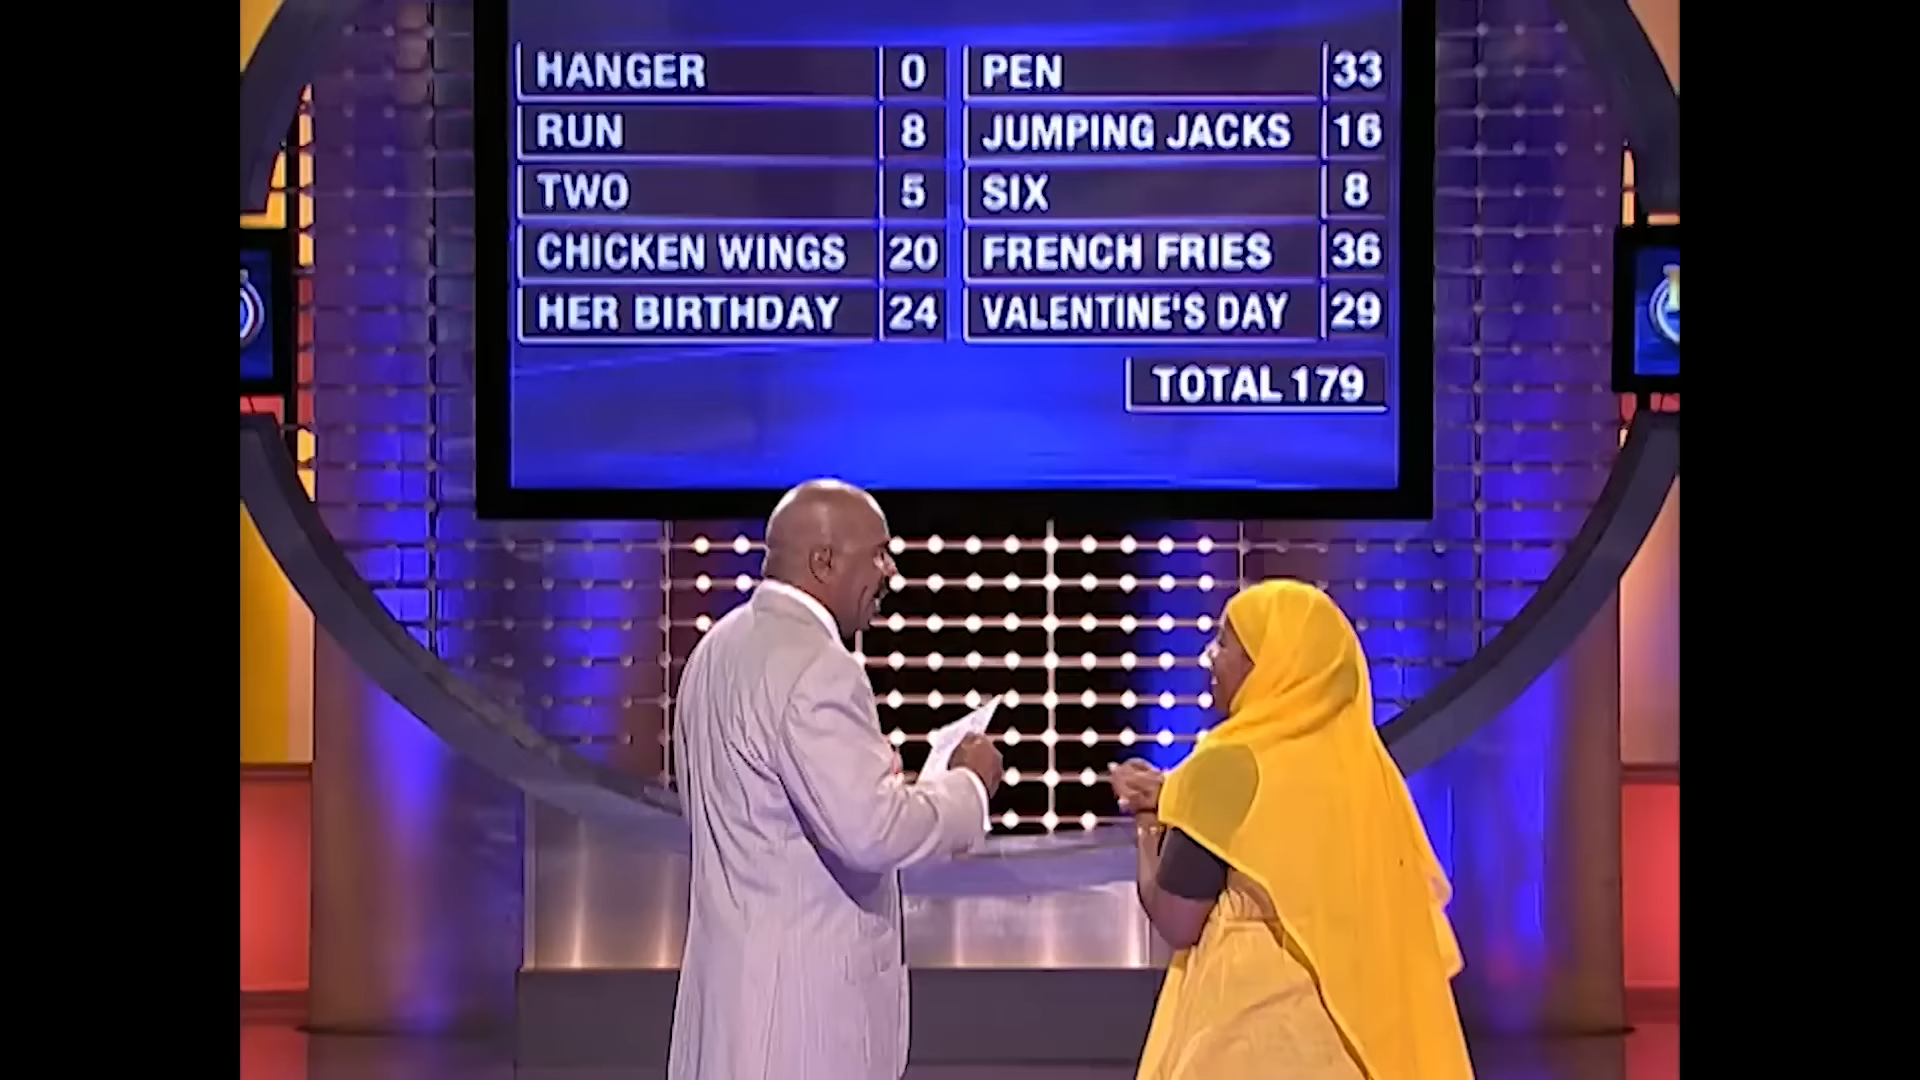 HANGER 0 PEN 33
RUN 8 JUMPING JACKS 16
TWO 5 SIX 8
CHICKEN WINGS 20 FRENCH FRIES 36
HER BIRTHDAY 24 VALENTINE'S DAY 29
TOTAL 179